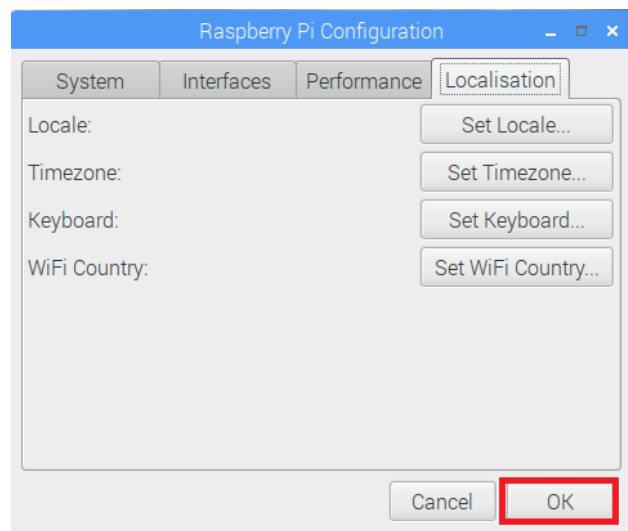 Raspberry Pi Configuration
System Interfaces Performance Localisation
Locale: Set Locale...
Timezone: Set Timezone...
Keyboard: Set Keyboard...
WiFi Country: Set WiFi Country...
Cancel OK